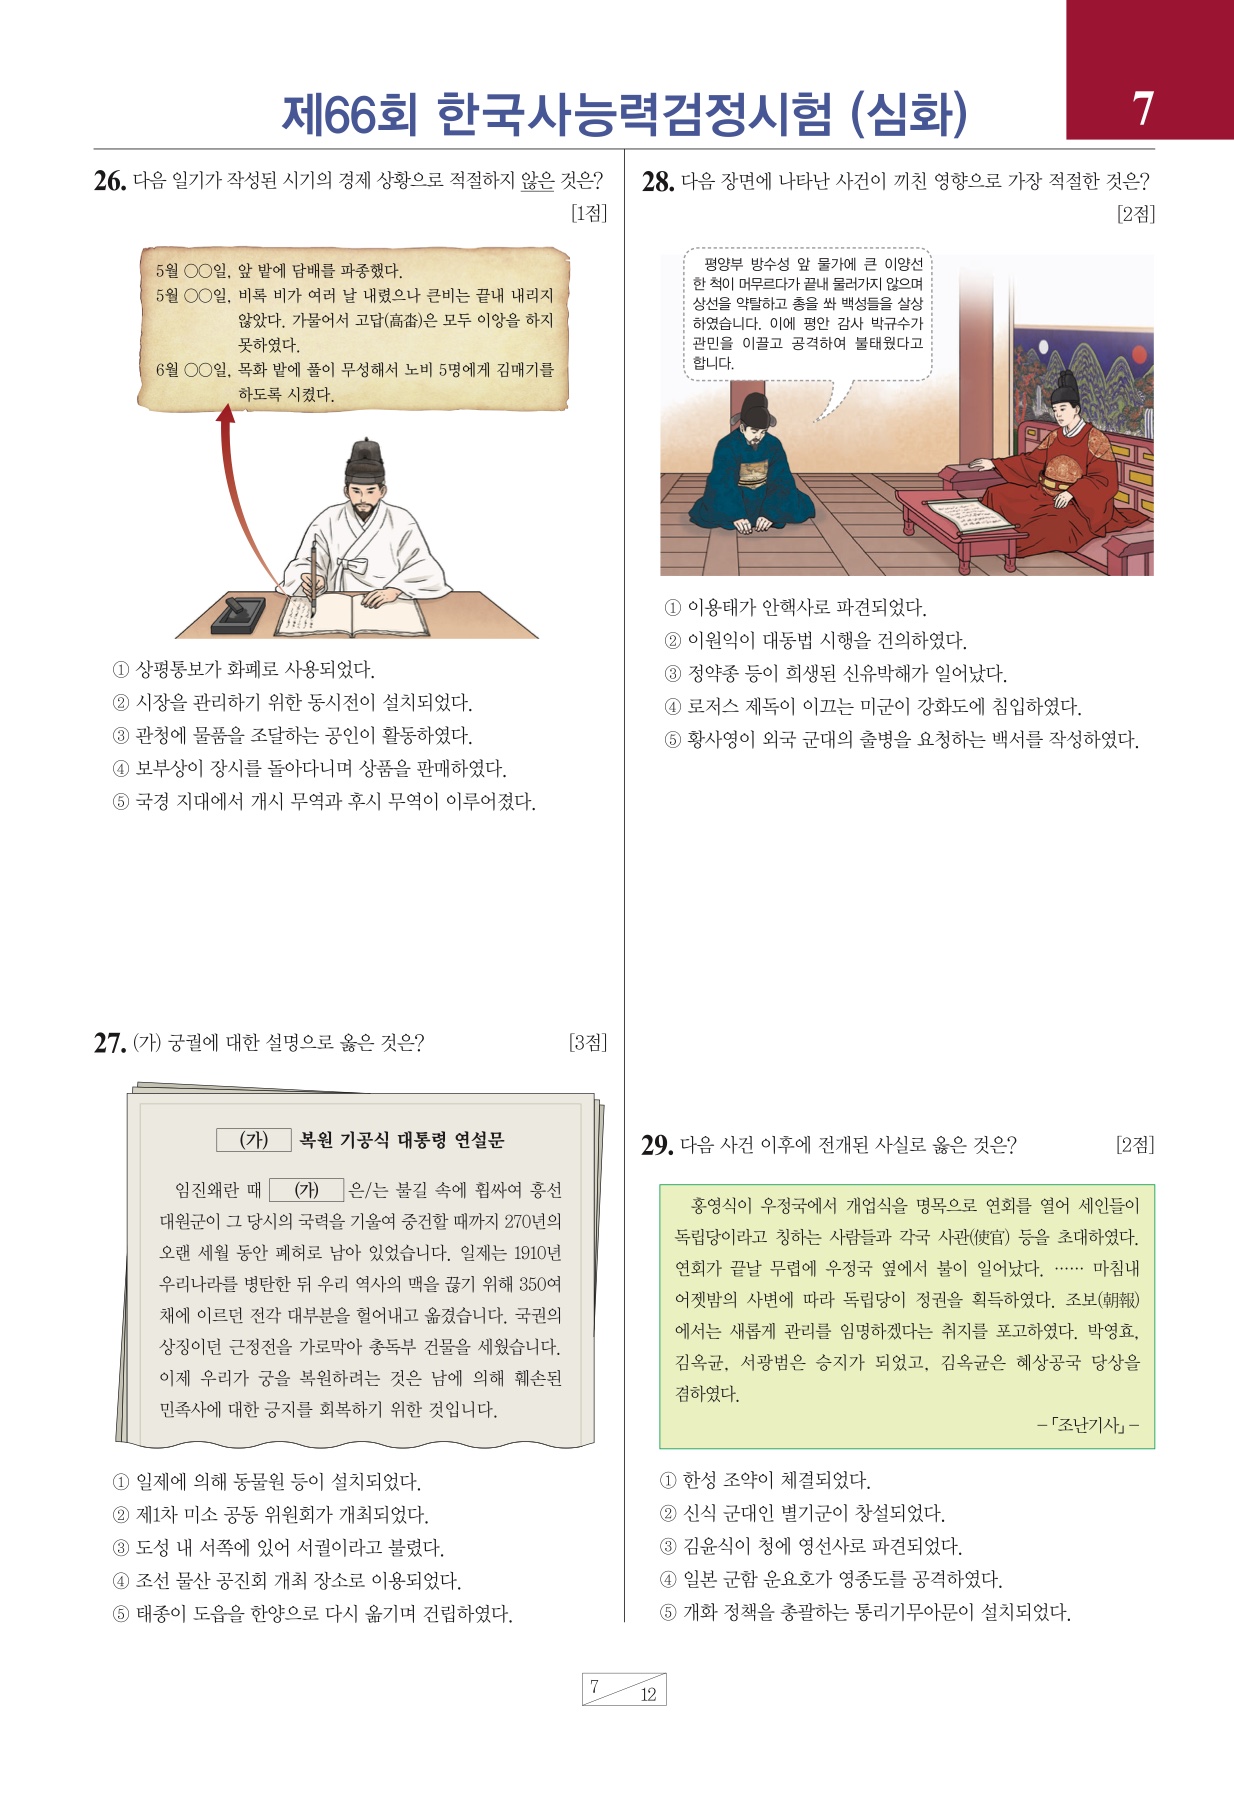 제66회 한국사능력검정시험 (심화)
7
26. 다음 일기가 작성된 시기의 경제 상황으로 적절하지 않은 것은?
[1점]
5월 ○○일, 앞 밭에 담배를 파종했다.
5월 ○○일, 비록 비가 여러 날 내렸으나 큰비는 끝내 내리지
않았다. 가물어서 고답(高畓)은 모두 이앙을 하지
못하였다.
6월 ○○일, 목화 밭에 풀이 무성해서 노비 5명에게 김매기를
하도록 시켰다.
① 상평통보가 화폐로 사용되었다.
② 시장을 관리하기 위한 동시전이 설치되었다.
③ 관청에 물품을 조달하는 공인이 활동하였다.
④ 보부상이 장시를 돌아다니며 상품을 판매하였다.
⑤ 국경 지대에서 개시 무역과 후시 무역이 이루어졌다.
27. (가) 궁궐에 대한 설명으로 옳은 것은? [3점]
(가) 복원 기공식 대통령 연설문
임진왜란 때 (가) 은/는 불길 속에 휩싸여 흥선
대원군이 그 당시의 국력을 기울여 중건할 때까지 270년의
오랜 세월 동안 폐허로 남아 있었습니다. 일제는 1910년
우리나라를 병탄한 뒤 우리 역사의 맥을 끊기 위해 350여
채에 이르던 전각 대부분을 헐어내고 옮겼습니다. 국권의
상징이던 근정전을 가로막아 총독부 건물을 세웠습니다.
이제 우리가 궁을 복원하려는 것은 남에 의해 훼손된
민족사에 대한 긍지를 회복하기 위한 것입니다.
① 일제에 의해 동물원 등이 설치되었다.
② 제1차 미소 공동 위원회가 개최되었다.
③ 도성 내 서쪽에 있어 서궐이라고 불렸다.
④ 조선 물산 공진회 개최 장소로 이용되었다.
⑤ 태종이 도읍을 한양으로 다시 옮기며 건립하였다.
28. 다음 장면에 나타난 사건이 끼친 영향으로 가장 적절한 것은?
[2점]
평양부 방수성 앞 물가에 큰 이양선
한 척이 머무르다가 끝내 물러가지 않으며
상선을 약탈하고 총을 쏴 백성들을 살상
하였습니다. 이에 평안 감사 박규수가
관민을 이끌고 공격하여 불태웠다고
합니다.
① 이용태가 안핵사로 파견되었다.
② 이원익이 대동법 시행을 건의하였다.
③ 정약종 등이 희생된 신유박해가 일어났다.
④ 로저스 제독이 이끄는 미군이 강화도에 침입하였다.
⑤ 황사영이 외국 군대의 출병을 요청하는 백서를 작성하였다.
29. 다음 사건 이후에 전개된 사실로 옳은 것은? [2점]
홍영식이 우정국에서 개업식을 명목으로 연회를 열어 세인들이
독립당이라고 칭하는 사람들과 각국 사관(使官) 등을 초대하였다.
연회가 끝날 무렵에 우정국 옆에서 불이 일어났다. …… 마침내
어젯밤의 사변에 따라 독립당이 정권을 획득하였다. 조보(朝報)
에서는 새롭게 관리를 임명하겠다는 취지를 포고하였다. 박영효,
김옥균, 서광범은 승지가 되었고, 김옥균은 혜상공국 당상을
겸하였다.
－「조난기사」－
① 한성 조약이 체결되었다.
② 신식 군대인 별기군이 창설되었다.
③ 김윤식이 청에 영선사로 파견되었다.
④ 일본 군함 운요호가 영종도를 공격하였다.
⑤ 개화 정책을 총괄하는 통리기무아문이 설치되었다.
7
12